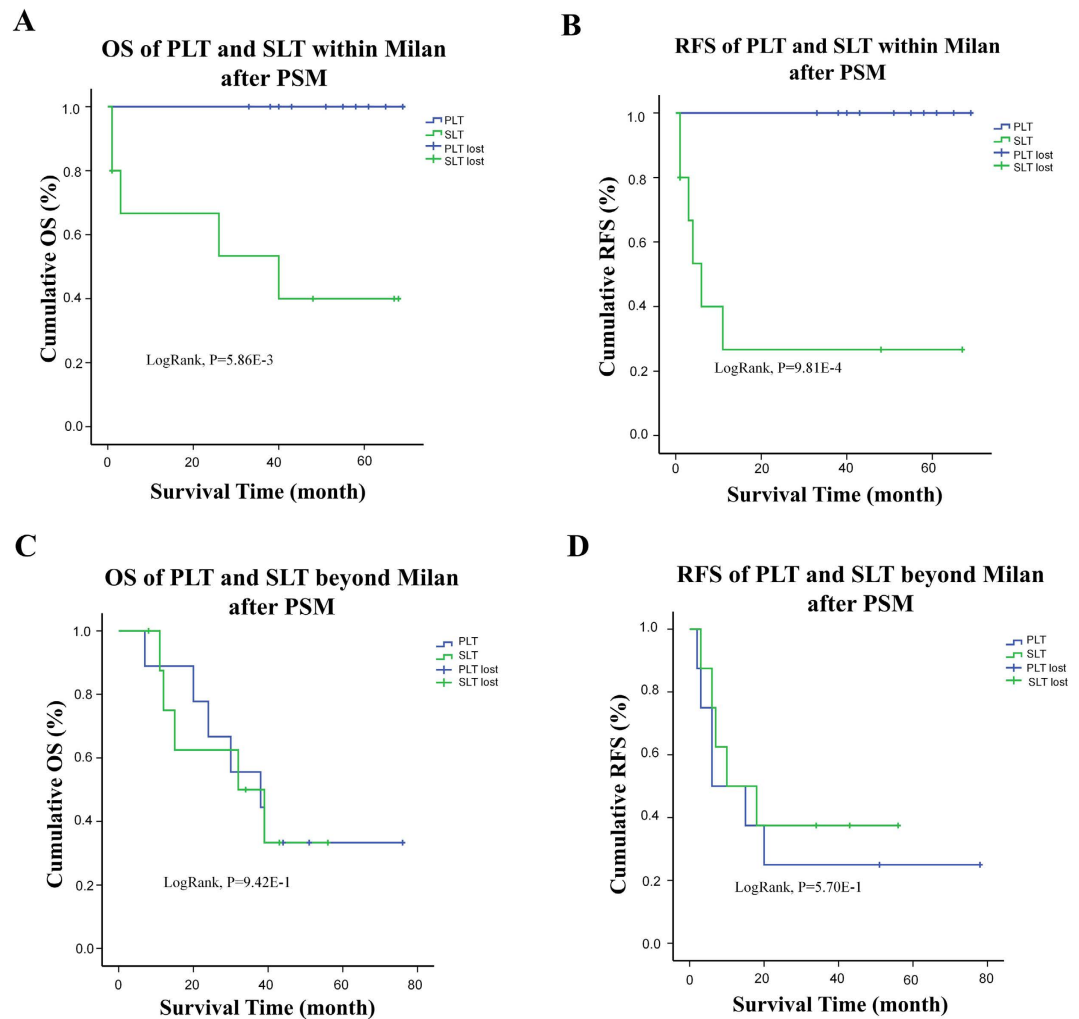 A
OS of PLT and SLT within Milan
after PSM
1.0
0.8
0.6
0.4
0.2
0.0
Cumulative OS (%)
PLT
SLT
PLT lost
SLT lost
LogRank, P=5.86E-3
0 20 40 60
Survival Time (month)
B
RFS of PLT and SLT within Milan
after PSM
1.0
0.8
0.6
0.4
0.2
0.0
Cumulative RFS (%)
PLT
SLT
PLT lost
SLT lost
LogRank, P=9.81E-4
0 20 40 60
Survival Time (month)
C
OS of PLT and SLT beyond Milan
after PSM
1.0
0.8
0.6
0.4
0.2
0.0
Cumulative OS (%)
PLT
SLT
PLT lost
SLT lost
LogRank, P=9.42E-1
0 20 40 60 80
Survival Time (month)
D
RFS of PLT and SLT beyond Milan
after PSM
1.0
0.8
0.6
0.4
0.2
0.0
Cumulative RFS (%)
PLT
SLT
PLT lost
SLT lost
LogRank, P=5.70E-1
0 20 40 60 80
Survival Time (month)